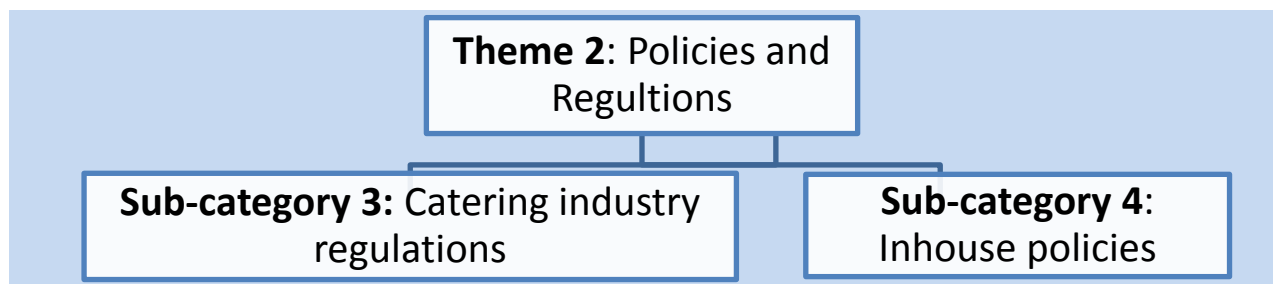 Theme 2: Policies and
Regultions
Sub-category 3: Catering industry
regulations
Sub-category 4:
Inhouse policies